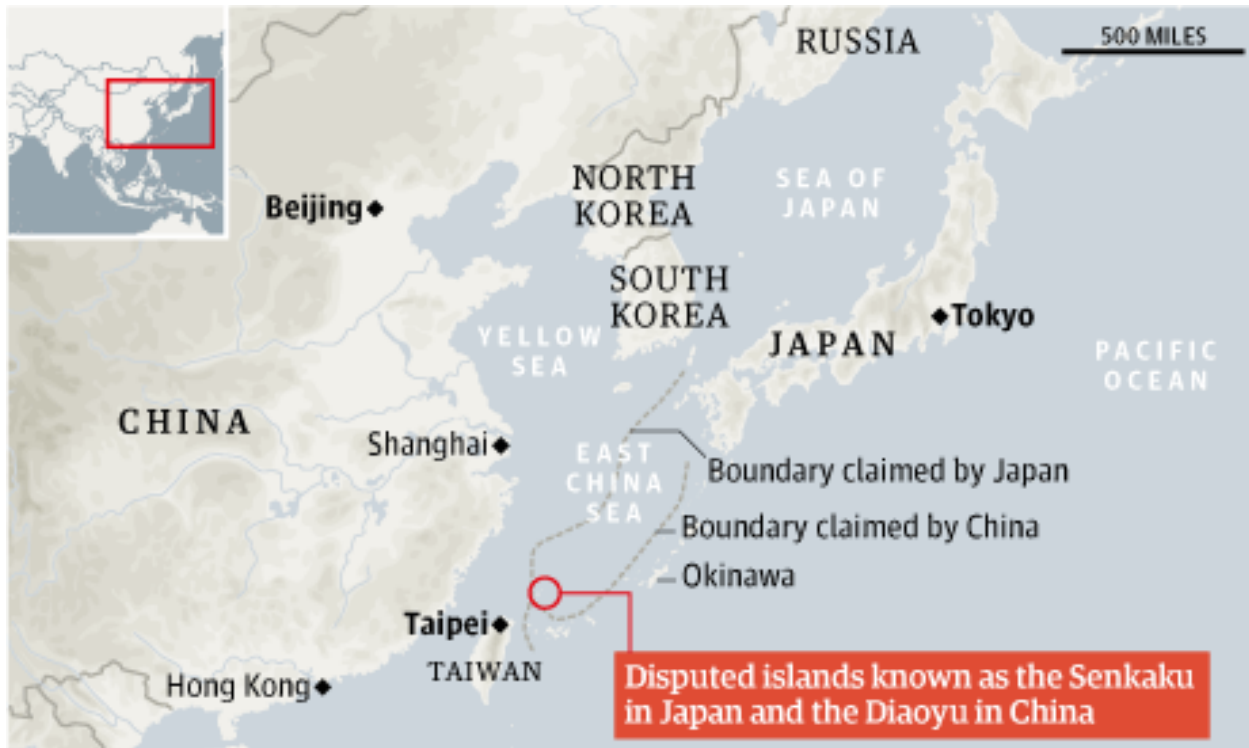 RUSSIA
500 MILES
NORTH
KOREA
SEA OF
JAPAN
Beijing
SOUTH
KOREA
Tokyo
YELLOW
SEA
JAPAN
PACIFIC
OCEAN
CHINA
Shanghai
EAST
CHINA
SEA
Boundary claimed by Japan
Boundary claimed by China
Okinawa
Taipei
TAIWAN
Hong Kong
Disputed islands known as the Senkaku
in Japan and the Diaoyu in China